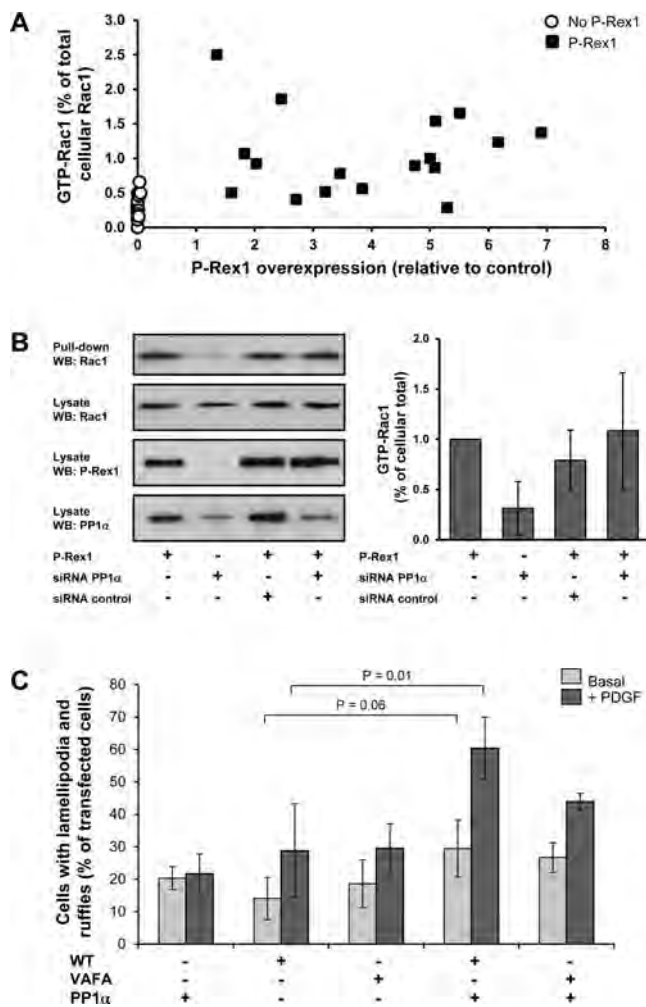 A
No P-Rex1
P-Rex1
GTP-Rac1 (% of total
cellular Rac1)
3.0
2.5
2.0
1.5
1.0
0.5
0.0
0 1 2 3 4 5 6 7 8
P-Rex1 overexpression (relative to control)
B
Pull-down
WB: Rac1
Lysate
WB: Rac1
Lysate
WB: P-Rex1
Lysate
WB: PP1α
P-Rex1 + - + +
siRNA PP1α - + - +
siRNA control - - + -
GTP-Rac1
(% of cellular total)
2.0
1.5
1.0
0.5
0.0
P-Rex1 + - + +
siRNA PP1α - + - +
siRNA control - - + -
C
Basal
+ PDGF
P = 0.01
P = 0.06
Cells with lamellipodia and
ruffles (% of transfected cells)
80
70
60
50
40
30
20
10
0
WT - + - + -
VAFA - - + - +
PP1α + - - + +